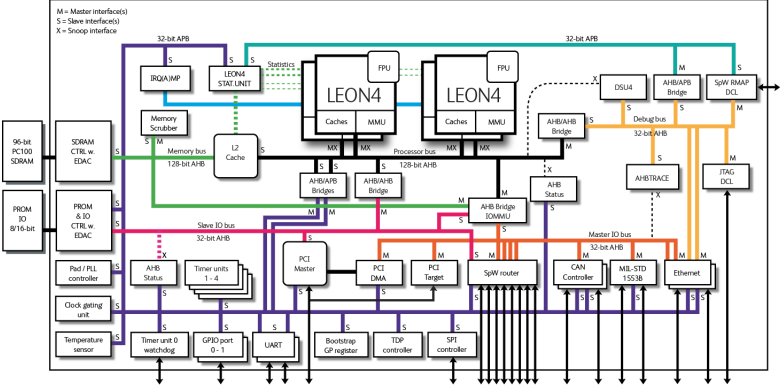 M = Master interface(s)
S = Slave interface(s)
X = Snoop interface
32-bit APB
32-bit APB
Statistics
S
S
S
M
S
IRQ(A)MP
LEON4
STAT.UNIT
FPU
LEON4
Caches
MMU
FPU
LEON4
Caches
MMU
X
DSU4
AHB/APB
Bridge
SpW RMAP
DCL
Memory
Scrubber
S
M
MX
MX
MX
MX
S
S
M
AHB/AHB
Bridge
S
Debug bus
32-bit AHB
96-bit
PC100
SDRAM
SDRAM
CTRL w.
EDAC
S
Memory bus
128-bit AHB
M
L2
Cache
S
Processor bus
128-bit AHB
M
S
M
PROM
IO
8/16-bit
PROM
& IO
CTRL w.
EDAC
S
S
S
S
S
AHB/APB
Bridges
AHB/AHB
Bridge
M
M
M
M
S
M
AHB Bridge
IOMMU
S
X
AHB
Status
S
AHBTRACE
X
JTAG
DCL
Slave IO bus
32-bit AHB
Master IO bus
32-bit AHB
Pad / PLL
controller
S
X
AHB
Status
S
Timer units
1 - 4
S
S
PCI
Master
S
M
PCI
DMA
S
M
PCI
Target
S
M
SpW router
S
M
CAN
Controller
S
M
MIL-STD
1553B
S
M
Ethernet
S
Clock gating
unit
S
Temperature
sensor
S
S
Timer unit 0
watchdog
S
GPIO port
0 - 1
S
S
UART
S
Bootstrap
GP register
S
TDP
controller
S
SPI
controller